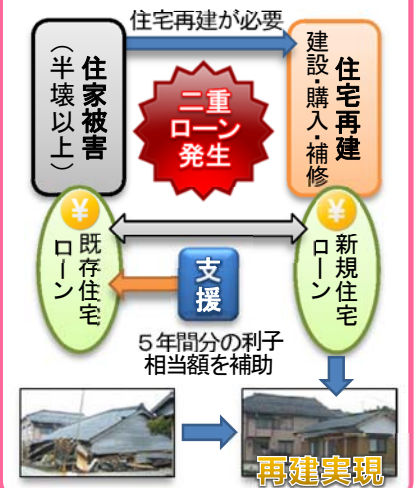 住宅再建が必要
住家被害
（半壊以上）
二重
ローン
発生
住宅再建
建設・購入・補修
¥
既存住宅
ローン
支援
¥
新規住宅
ローン
５年間分の利子
相当額を補助
再建実現